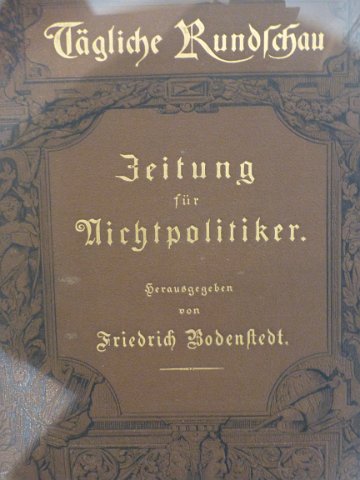 Tägliche Rundſchau
Zeitung
für
Nichtpolitiker.
Herausgegeben
von
Friedrich Bodenſtedt.